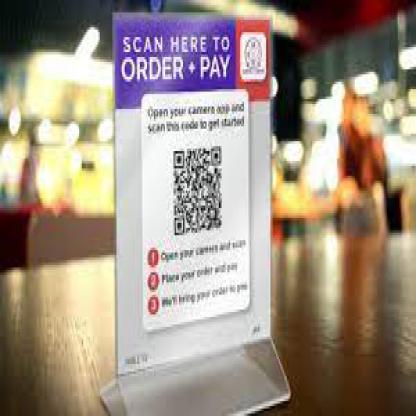 SCAN HERE TO
ORDER + PAY
Open your camera app and
scan this code to get started
1 Open your camera and scan
2 Place your order and pay
3 We'll bring your order to you